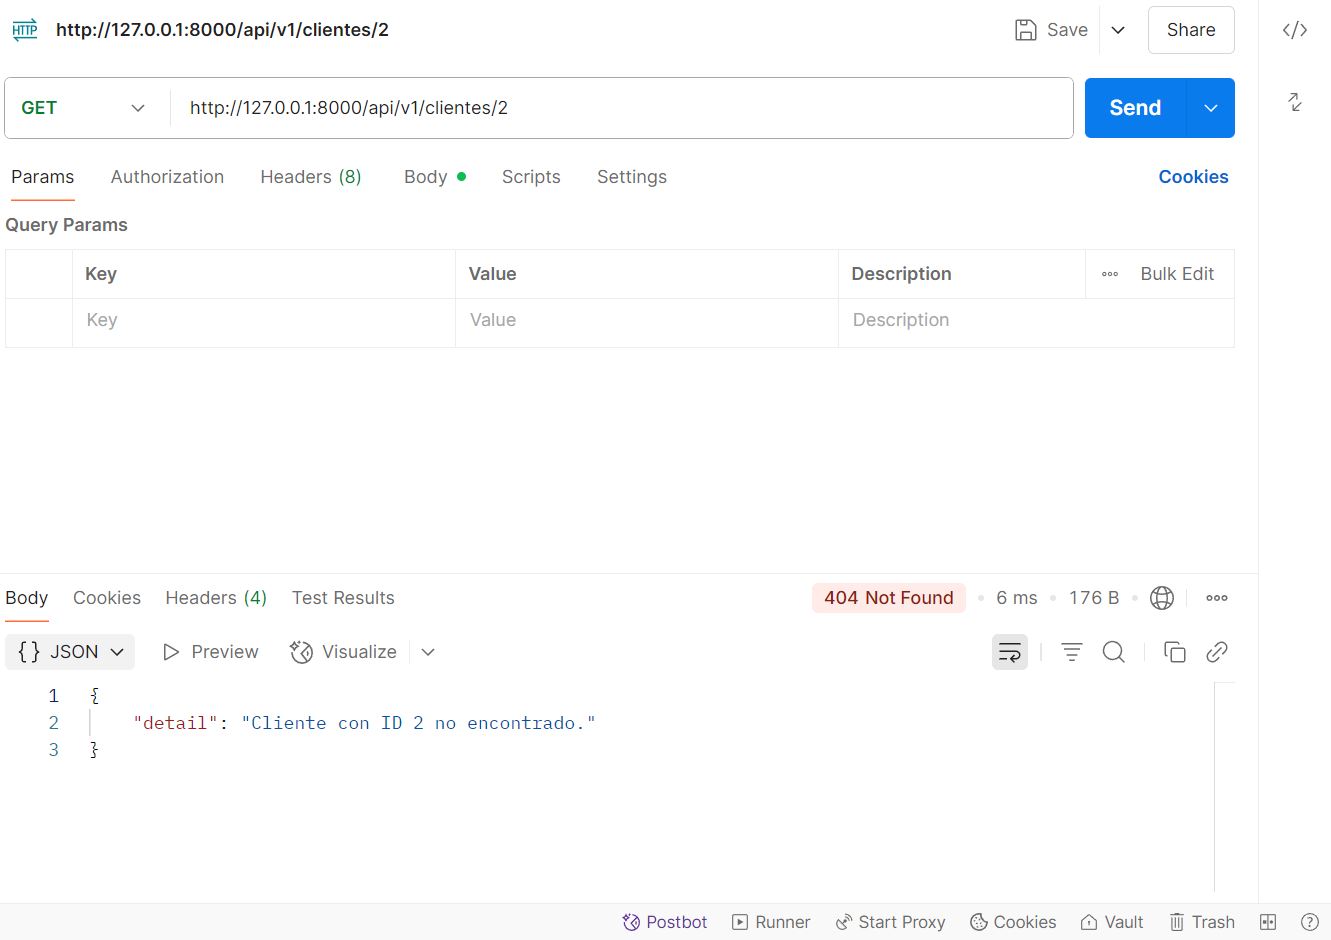 HTTP http://127.0.0.1:8000/api/v1/clientes/2 Save Share
GET http://127.0.0.1:8000/api/v1/clientes/2 Send
Params Authorization Headers (8) Body Scripts Settings Cookies
Query Params
Key Value Description Bulk Edit
Key Value Description
Body Cookies Headers (4) Test Results 404 Not Found 6 ms 176 B
{} JSON Preview Visualize
1 {
2 "detail": "Cliente con ID 2 no encontrado."
3 }
Postbot Runner Start Proxy Cookies Vault Trash